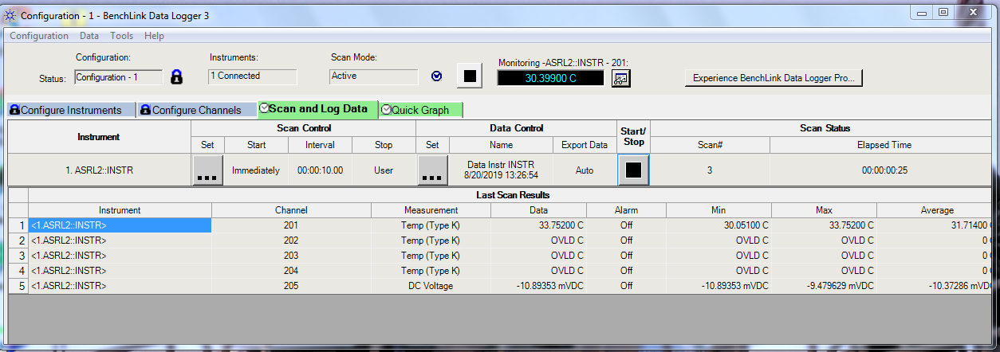 Configuration - 1 - BenchLink Data Logger 3
Configuration Data Tools Help
Configuration: Instruments: Scan Mode: Monitoring -ASRL2::INSTR - 201:
Status: Configuration - 1 1 Connected Active 30.39900 C Experience BenchLink Data Logger Pro...
Configure Instruments Configure Channels Scan and Log Data Quick Graph
Instrument Scan Control Data Control Start/ Stop Scan Status
Set Start Interval Stop Set Name Export Data Scan# Elapsed Time
1. ASRL2::INSTR ... Immediately 00:00:10.00 User ... Data Instr INSTR 8/20/2019 13:26:54 Auto 3 00:00:00:25
Last Scan Results
Instrument Channel Measurement Data Alarm Min Max Average
1 <1.ASRL2::INSTR> 201 Temp (Type K) 33.75200 C Off 30.05100 C 33.75200 C 31.71400 C
2 <1.ASRL2::INSTR> 202 Temp (Type K) OVLD C Off OVLD C OVLD C 0 C
3 <1.ASRL2::INSTR> 203 Temp (Type K) OVLD C Off OVLD C OVLD C 0 C
4 <1.ASRL2::INSTR> 204 Temp (Type K) OVLD C Off OVLD C OVLD C 0 C
5 <1.ASRL2::INSTR> 205 DC Voltage -10.89353 mVDC Off -10.89353 mVDC -9.479629 mVDC -10.37286 mVDC